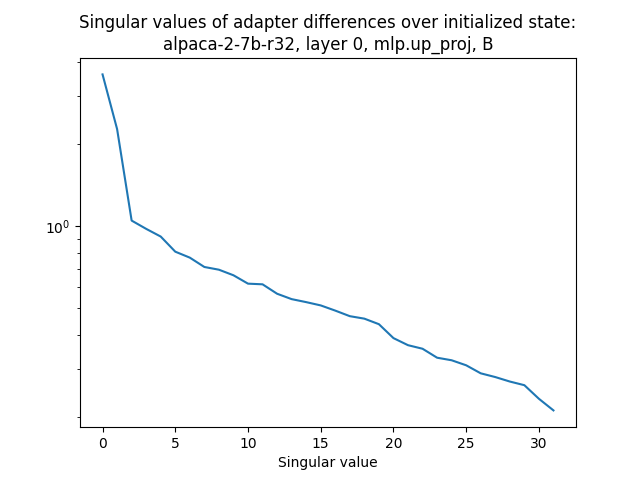 Singular values of adapter differences over initialized state:
alpaca-2-7b-r32, layer 0, mlp.up_proj, B
10⁰
0 5 10 15 20 25 30
Singular value